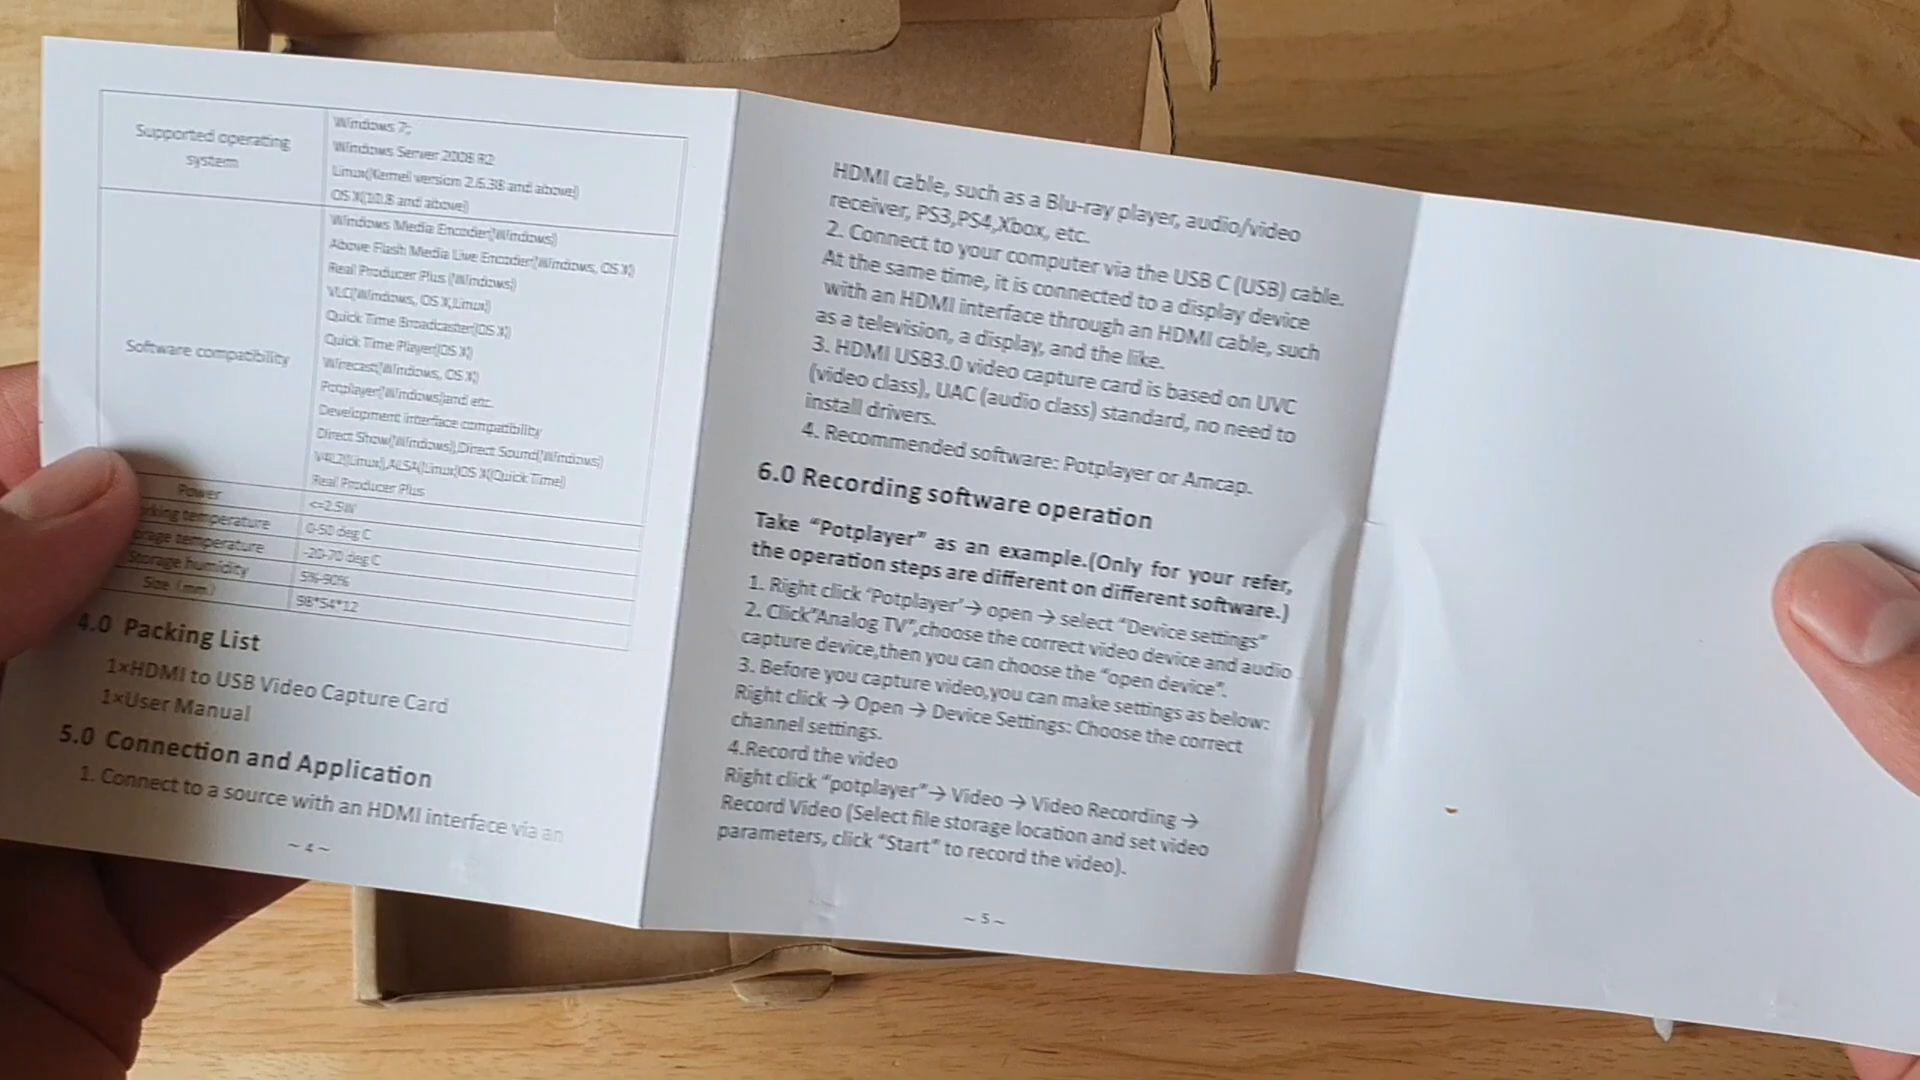 Supported operating
system
Windows 7;
Windows Server 2008 R2
Linux(Kernel version 2.6.38 and above)
OS X(10.8 and above)
Software compatibility
Windows Media Encoder(Windows)
Above Flash Media Live Encoder(Windows, OS X)
Real Producer Plus (Windows)
VLC(Windows, OS X,Linux)
Quick Time Broadcaster(OS X)
Quick Time Player(OS X)
Wirecast(Windows, OS X)
Potplayer(Windows)and etc.
Development interface compatibility
Direct Show(Windows),Direct Sound(Windows)
V4L2(Linux),ALSA(Linux)OS X(Quick Time)
Real Producer Plus
Power
<=2.5W
orking temperature
0-50 deg C
orage temperature
-20-70 deg C
Storage humidity
5%-90%
Size (mm)
98*54*12
4.0 Packing List
1×HDMI to USB Video Capture Card
1×User Manual
5.0 Connection and Application
1. Connect to a source with an HDMI interface via an
~ 4 ~
HDMI cable, such as a Blu-ray player, audio/video
receiver, PS3,PS4,Xbox, etc.
2. Connect to your computer via the USB C (USB) cable.
At the same time, it is connected to a display device
with an HDMI interface through an HDMI cable, such
as a television, a display, and the like.
3. HDMI USB3.0 video capture card is based on UVC
(video class), UAC (audio class) standard, no need to
install drivers.
4. Recommended software: Potplayer or Amcap.
6.0 Recording software operation
Take “Potplayer” as an example.(Only for your refer,
the operation steps are different on different software.)
1. Right click ‘Potplayer’→ open → select “Device settings”
2. Click“Analog TV”,choose the correct video device and audio
capture device,then you can choose the “open device”.
3. Before you capture video,you can make settings as below:
Right click → Open → Device Settings: Choose the correct
channel settings.
4.Record the video
Right click “potplayer”→ Video → Video Recording →
Record Video (Select file storage location and set video
parameters, click “Start” to record the video).
~ 5 ~